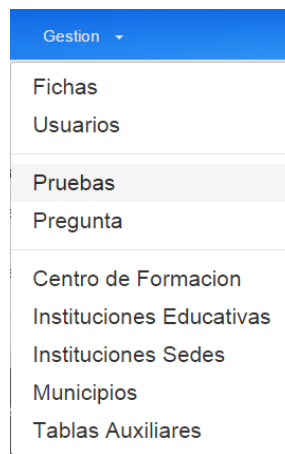 Gestion
Fichas
Usuarios
Pruebas
Pregunta
Centro de Formacion
Instituciones Educativas
Instituciones Sedes
Municipios
Tablas Auxiliares